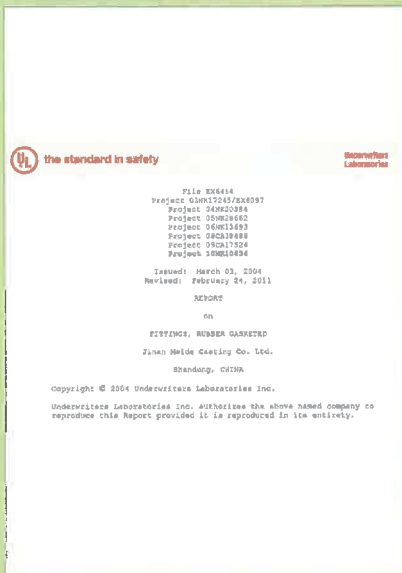 UL the standard in safety
Underwriters
Laboratories
File EX6464
Project 01NK17245/EX6097
Project 04NK20384
Project 05NK28662
Project 06NK13693
Project 08CA38488
Project 09CA17524
Project 10NK10434
Issued: March 03, 2004
Revised: February 24, 2011
REPORT
on
FITTINGS, RUBBER GASKETED
Jinan Meide Casting Co. Ltd.
Shandong, CHINA
Copyright © 2004 Underwriters Laboratories Inc.
Underwriters Laboratories Inc. authorizes the above named company to
reproduce this Report provided it is reproduced in its entirety.